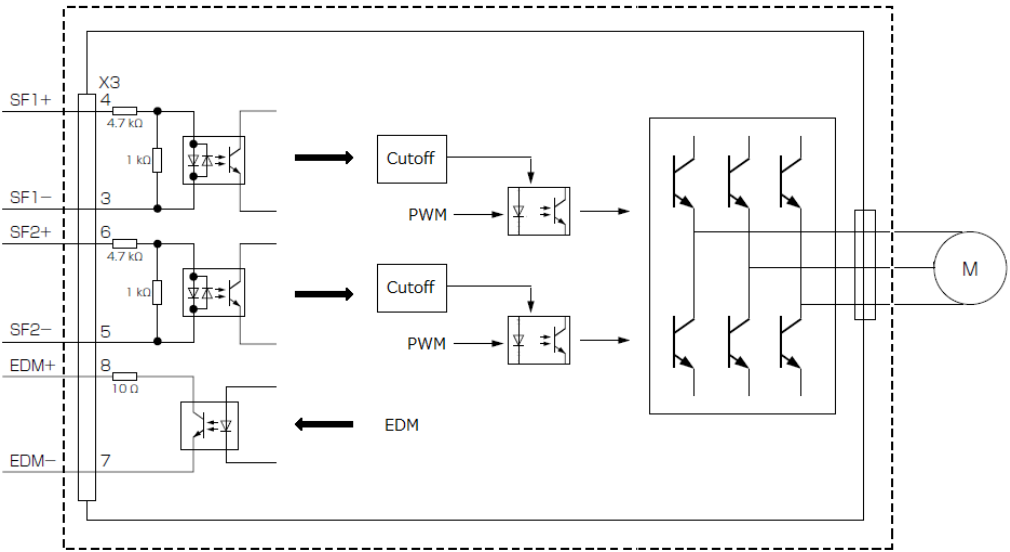 X3
SF1+ 4
4.7 kΩ
1 kΩ
SF1− 3
SF2+ 6
4.7 kΩ
1 kΩ
SF2− 5
EDM+ 8
10 Ω
EDM− 7
Cutoff
PWM
Cutoff
PWM
EDM
M